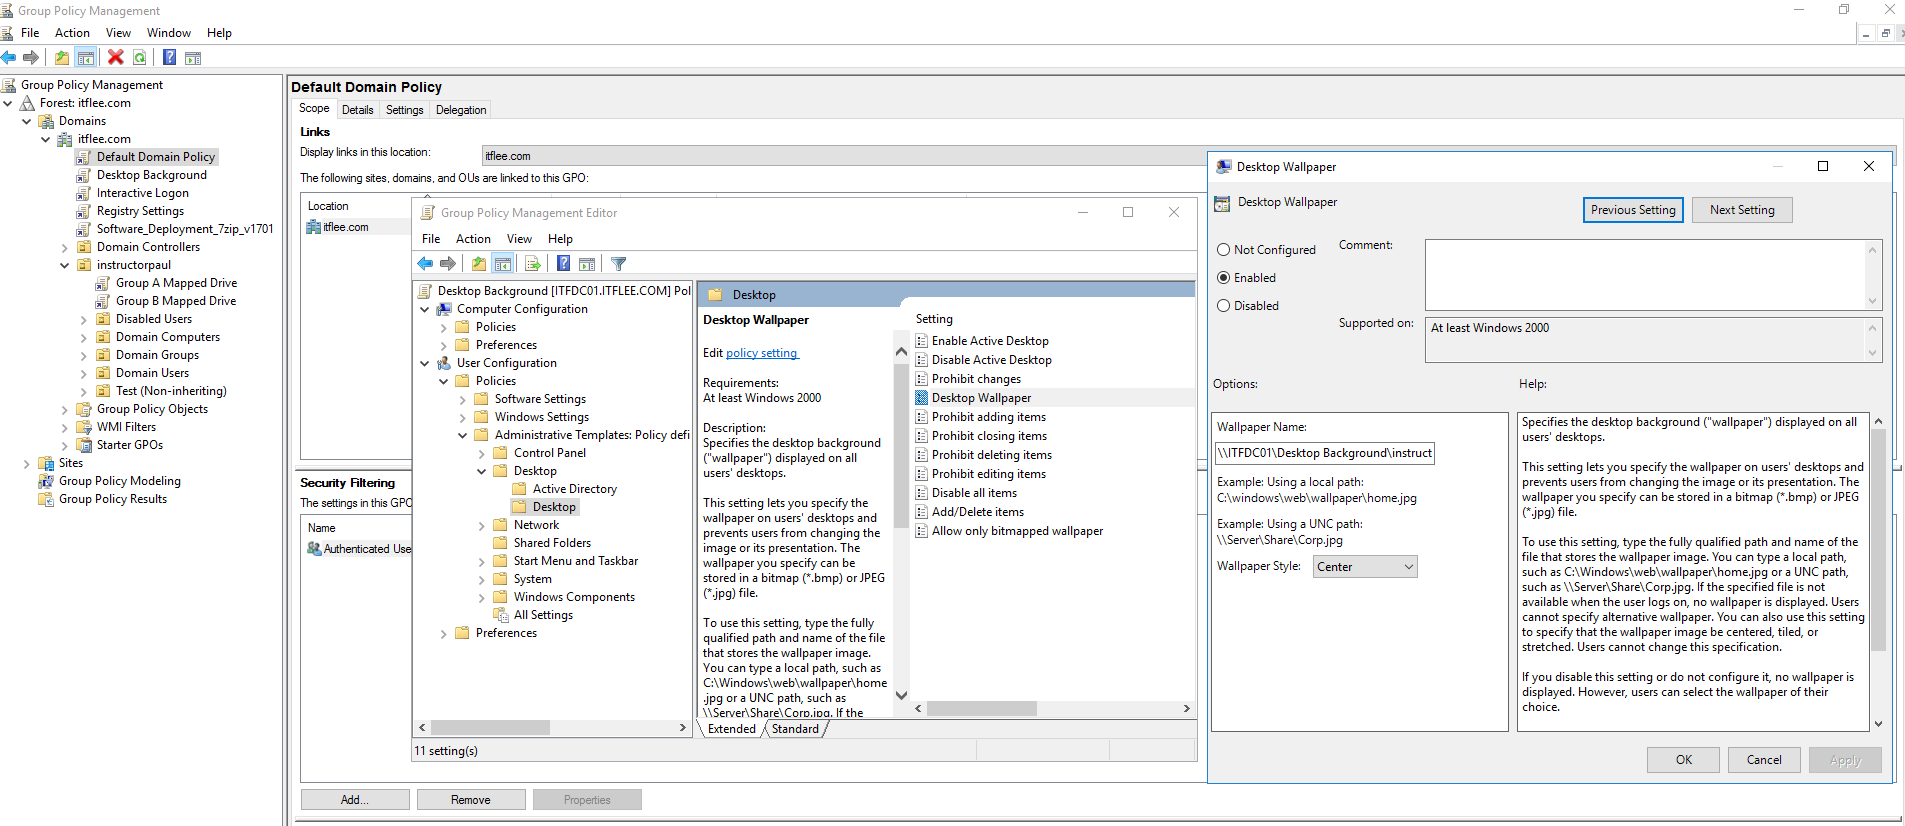 Group Policy Management
File Action View Window Help
Group Policy Management
Forest: itflee.com
Domains
itflee.com
Default Domain Policy
Desktop Background
Interactive Logon
Registry Settings
Software_Deployment_7zip_v1701
Domain Controllers
instructorpaul
Group A Mapped Drive
Group B Mapped Drive
Disabled Users
Domain Computers
Domain Groups
Domain Users
Test (Non-inheriting)
Group Policy Objects
WMI Filters
Starter GPOs
Sites
Group Policy Modeling
Group Policy Results
Default Domain Policy
Scope Details Settings Delegation
Links
Display links in this location:
itflee.com
The following sites, domains, and OUs are linked to this GPO:
Location
itflee.com
Security Filtering
The settings in this GPO
Name
Authenticated Use
Add... Remove Properties
Group Policy Management Editor
File Action View Help
Desktop Background [ITFDC01.ITFLEE.COM] Pol
Computer Configuration
Policies
Preferences
User Configuration
Policies
Software Settings
Windows Settings
Administrative Templates: Policy defi
Control Panel
Desktop
Active Directory
Desktop
Network
Shared Folders
Start Menu and Taskbar
System
Windows Components
All Settings
Preferences
Desktop
Desktop Wallpaper
Edit policy setting
Requirements:
At least Windows 2000
Description:
Specifies the desktop background
("wallpaper") displayed on all
users' desktops.
This setting lets you specify the
wallpaper on users' desktops and
prevents users from changing the
image or its presentation. The
wallpaper you specify can be
stored in a bitmap (*.bmp) or JPEG
(*.jpg) file.
To use this setting, type the fully
qualified path and name of the file
that stores the wallpaper image.
You can type a local path, such as
C:\Windows\web\wallpaper\home
.jpg or a UNC path, such as
\\Server\Share\Corp.jpg. If the
Setting
Enable Active Desktop
Disable Active Desktop
Prohibit changes
Desktop Wallpaper
Prohibit adding items
Prohibit closing items
Prohibit deleting items
Prohibit editing items
Disable all items
Add/Delete items
Allow only bitmapped wallpaper
Extended Standard
11 setting(s)
Desktop Wallpaper
Desktop Wallpaper
Previous Setting Next Setting
Not Configured
Enabled
Disabled
Comment:
Supported on:
At least Windows 2000
Options:
Help:
Wallpaper Name:
\\ITFDC01\Desktop Background\instruct
Example: Using a local path:
C:\windows\web\wallpaper\home.jpg
Example: Using a UNC path:
\\Server\Share\Corp.jpg
Wallpaper Style: Center
Specifies the desktop background ("wallpaper") displayed on all
users' desktops.
This setting lets you specify the wallpaper on users' desktops and
prevents users from changing the image or its presentation. The
wallpaper you specify can be stored in a bitmap (*.bmp) or JPEG
(*.jpg) file.
To use this setting, type the fully qualified path and name of the
file that stores the wallpaper image. You can type a local path,
such as C:\Windows\web\wallpaper\home.jpg or a UNC path,
such as \\Server\Share\Corp.jpg. If the specified file is not
available when the user logs on, no wallpaper is displayed. Users
cannot specify alternative wallpaper. You can also use this setting
to specify that the wallpaper image be centered, tiled, or
stretched. Users cannot change this specification.
If you disable this setting or do not configure it, no wallpaper is
displayed. However, users can select the wallpaper of their
choice.
OK Cancel Apply